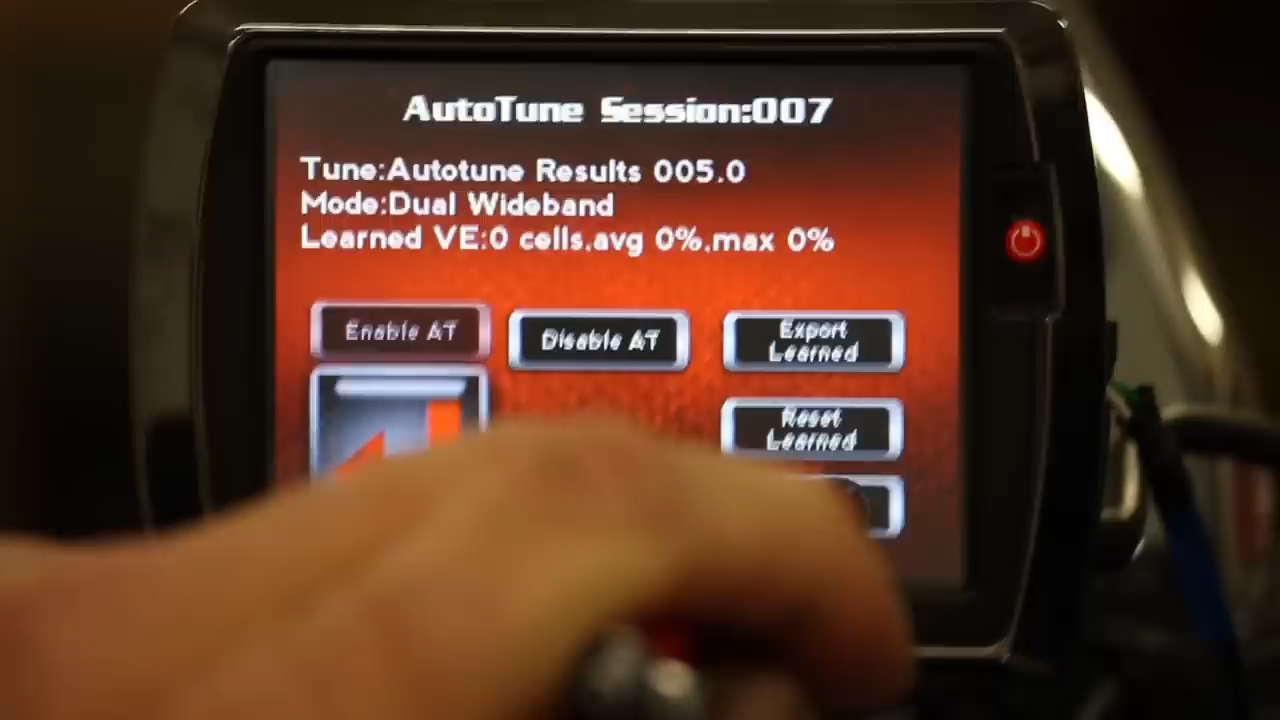 AutoTune Session:007
Tune:Autotune Results 005.0
Mode:Dual Wideband
Learned VE:0 cells,avg 0%,max 0%
Enable AT
Disable AT
Export
Learned
Reset
Learned